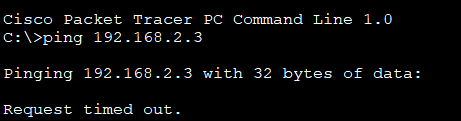 Cisco Packet Tracer PC Command Line 1.0
C:\>ping 192.168.2.3
Pinging 192.168.2.3 with 32 bytes of data:
Request timed out.